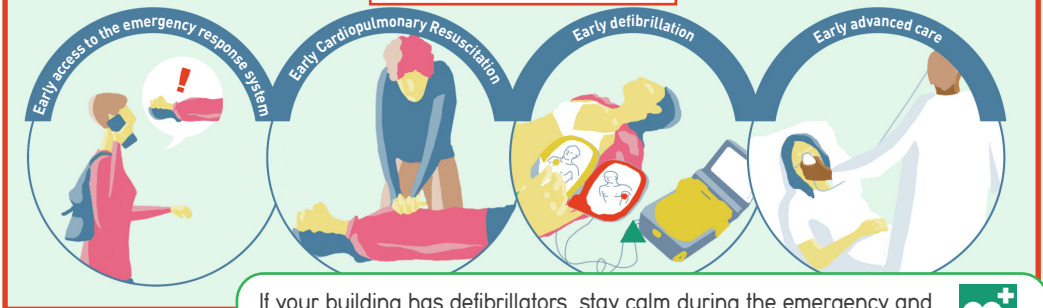 Early access to the emergency response system
Early Cardiopulmonary Resuscitation
Early defibrillation
Early advanced care
!
If your building has defibrillators, stay calm during the emergency and